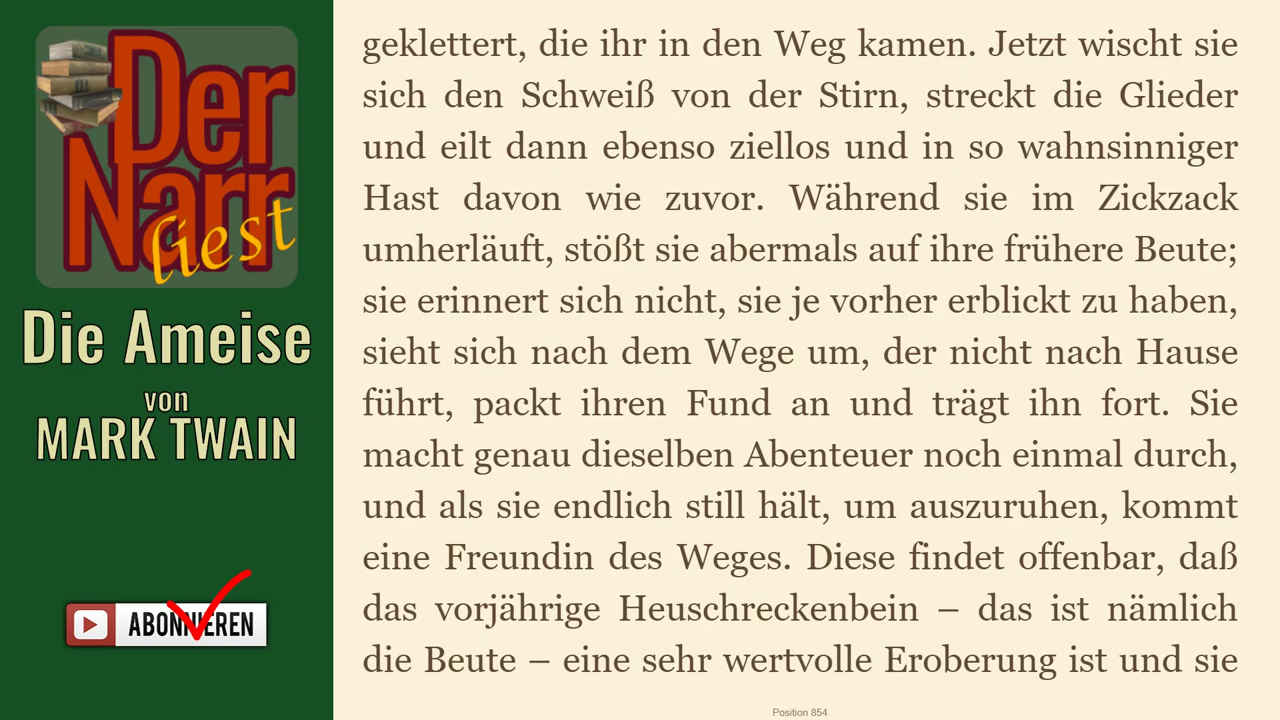 Der
Narr
liest
Die Ameise
von
MARK TWAIN
ABONNIEREN
geklettert, die ihr in den Weg kamen. Jetzt wischt sie
sich den Schweiß von der Stirn, streckt die Glieder
und eilt dann ebenso ziellos und in so wahnsinniger
Hast davon wie zuvor. Während sie im Zickzack
umherläuft, stößt sie abermals auf ihre frühere Beute;
sie erinnert sich nicht, sie je vorher erblickt zu haben,
sieht sich nach dem Wege um, der nicht nach Hause
führt, packt ihren Fund an und trägt ihn fort. Sie
macht genau dieselben Abenteuer noch einmal durch,
und als sie endlich still hält, um auszuruhen, kommt
eine Freundin des Weges. Diese findet offenbar, daß
das vorjährige Heuschreckenbein – das ist nämlich
die Beute – eine sehr wertvolle Eroberung ist und sie
Position 854